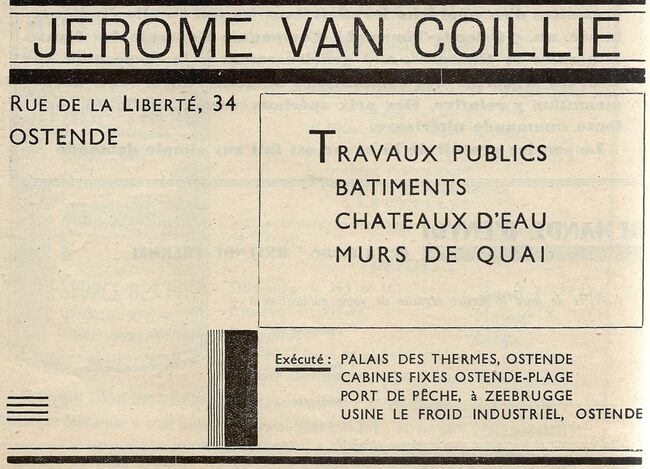 JEROME VAN COILLIE
RUE DE LA LIBERTÉ, 34
OSTENDE
TRAVAUX PUBLICS
BATIMENTS
CHATEAUX D'EAU
MURS DE QUAI
Exécuté : PALAIS DES THERMES, OSTENDE
CABINES FIXES OSTENDE-PLAGE
PORT DE PÊCHE, à ZEEBRUGGE
USINE LE FROID INDUSTRIEL, OSTENDE